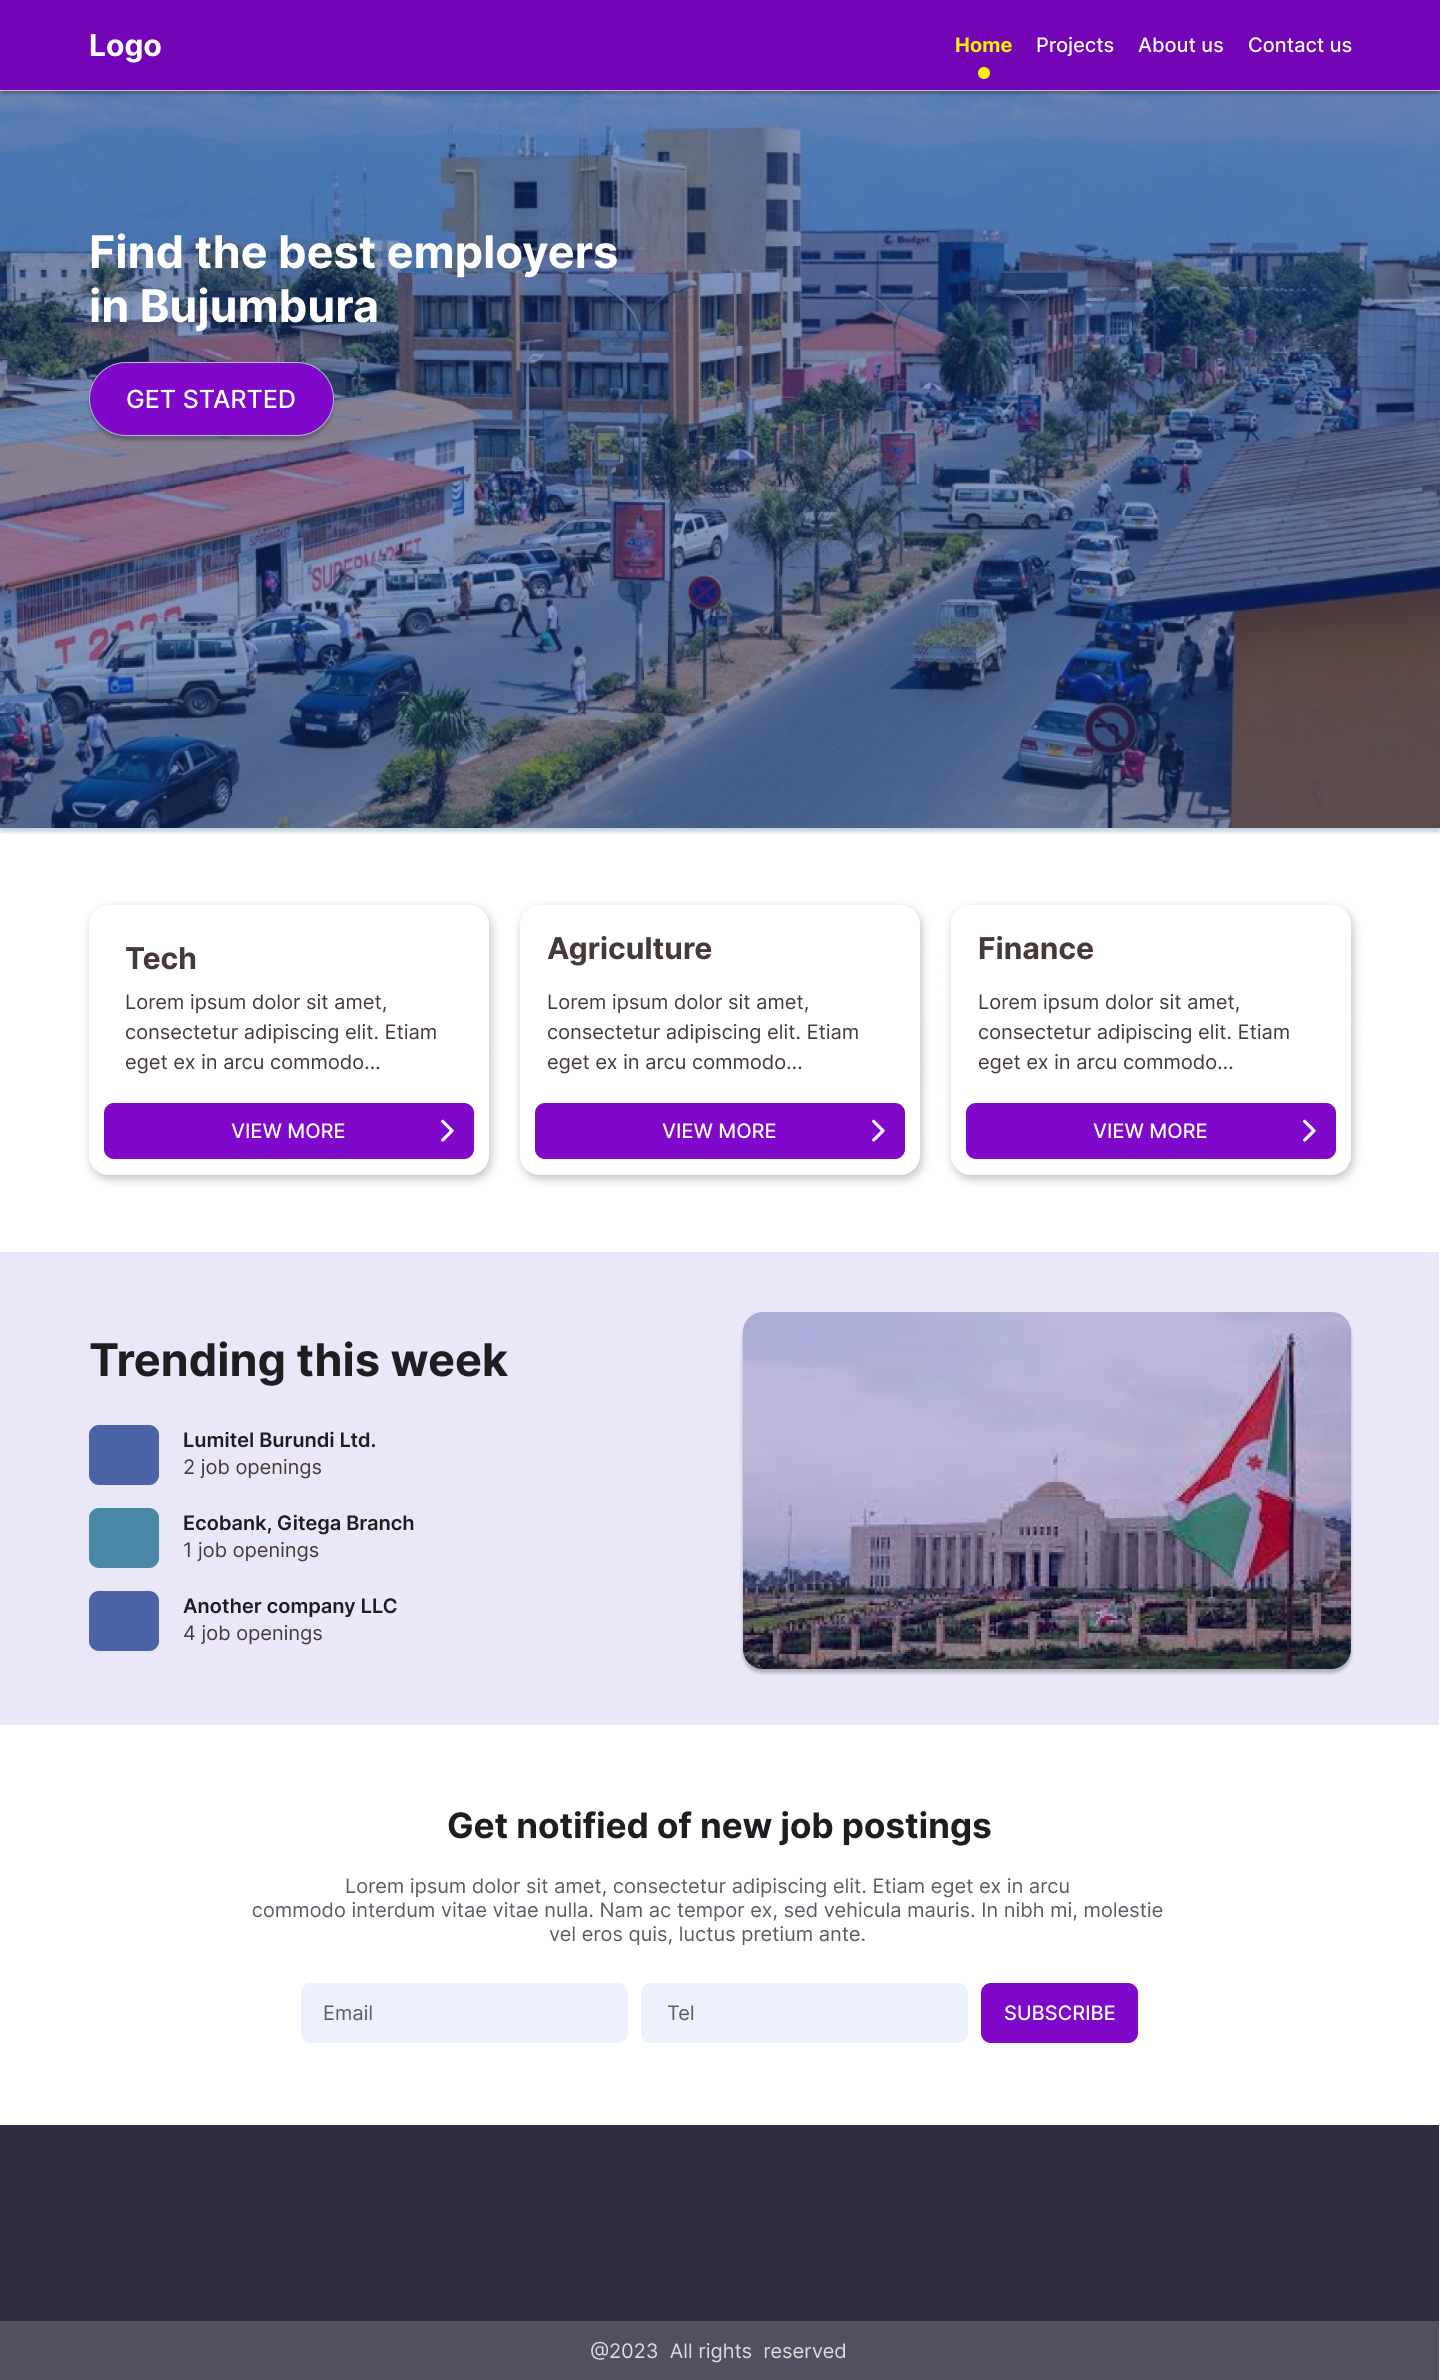 Logo
Home Projects About us Contact us
Budget
Find the best employers
in Bujumbura
GET STARTED
SUPERMARKET
SUPERMARKET
T 2000
Tech
Lorem ipsum dolor sit amet,
consectetur adipiscing elit. Etiam
eget ex in arcu commodo...
VIEW MORE
Agriculture
Lorem ipsum dolor sit amet,
consectetur adipiscing elit. Etiam
eget ex in arcu commodo...
VIEW MORE
Finance
Lorem ipsum dolor sit amet,
consectetur adipiscing elit. Etiam
eget ex in arcu commodo...
VIEW MORE
Trending this week
Lumitel Burundi Ltd.
2 job openings
Ecobank, Gitega Branch
1 job openings
Another company LLC
4 job openings
Get notified of new job postings
Lorem ipsum dolor sit amet, consectetur adipiscing elit. Etiam eget ex in arcu
commodo interdum vitae vitae nulla. Nam ac tempor ex, sed vehicula mauris. In nibh mi, molestie
vel eros quis, luctus pretium ante.
Email
Tel
SUBSCRIBE
@2023 All rights reserved